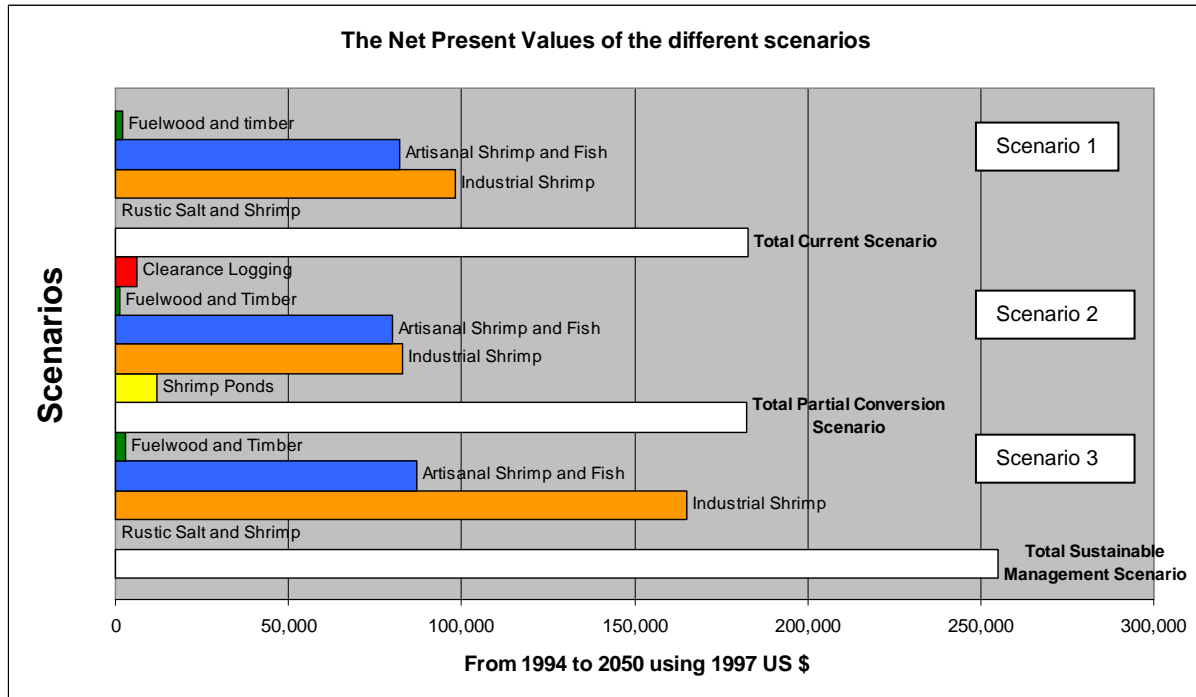 The Net Present Values of the different scenarios
Scenarios
Fuelwood and timber
Artisanal Shrimp and Fish
Industrial Shrimp
Rustic Salt and Shrimp
Total Current Scenario
Scenario 1
Clearance Logging
Fuelwood and Timber
Artisanal Shrimp and Fish
Industrial Shrimp
Shrimp Ponds
Total Partial Conversion
Scenario
Scenario 2
Fuelwood and Timber
Artisanal Shrimp and Fish
Industrial Shrimp
Rustic Salt and Shrimp
Total Sustainable
Management Scenario
Scenario 3
0 50,000 100,000 150,000 200,000 250,000 300,000
From 1994 to 2050 using 1997 US $